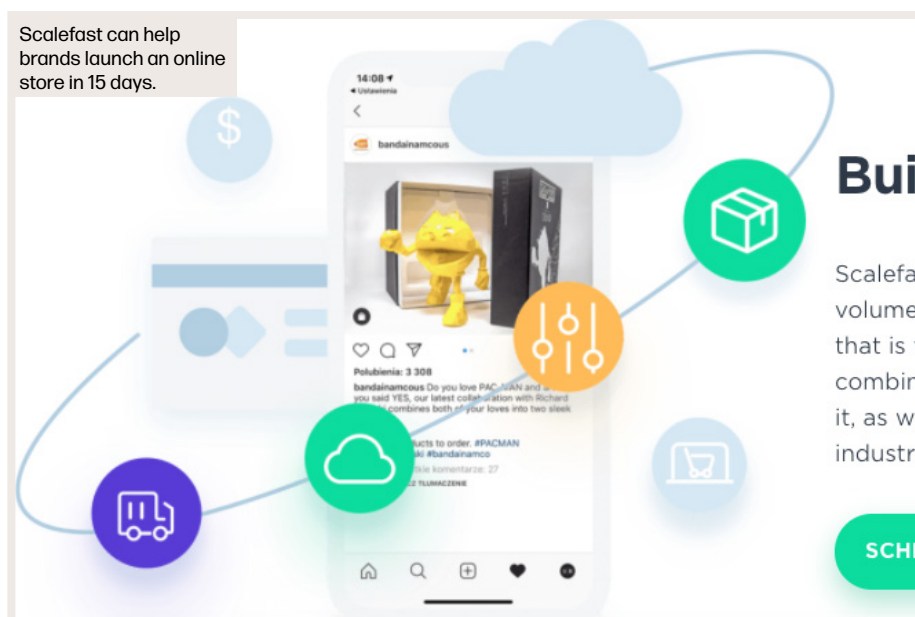 Scalefast can help
brands launch an online
store in 15 days.
14:08
Ustawienia
bandainamcous
Polubienia: 3 308
bandainamcous Do you love PAC-MAN and
you said YES, our latest collaboration with Richard
combines both of your loves into two sleek
to order. #PACMAN
#bandainamco
komentarze: 27
TŁUMACZENIE
$
Bui
Scalefa
volume
that is
combin
it, as w
industr
SCH